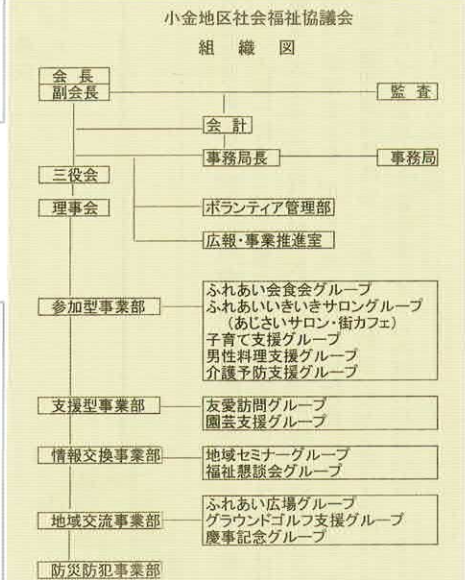 小金地区社会福祉協議会
組織図
会長
副会長
監査
会計
事務局長
事務局
三役会
理事会
ボランティア管理部
広報・事業推進室
参加型事業部
ふれあい会食会グループ
ふれあいいきいきサロングループ
(あじさいサロン・街カフェ)
子育て支援グループ
男性料理支援グループ
介護予防支援グループ
支援型事業部
友愛訪問グループ
園芸支援グループ
情報交換事業部
地域セミナーグループ
福祉懇談会グループ
地域交流事業部
ふれあい広場グループ
グラウンドゴルフ支援グループ
慶事記念グループ
防災防犯事業部